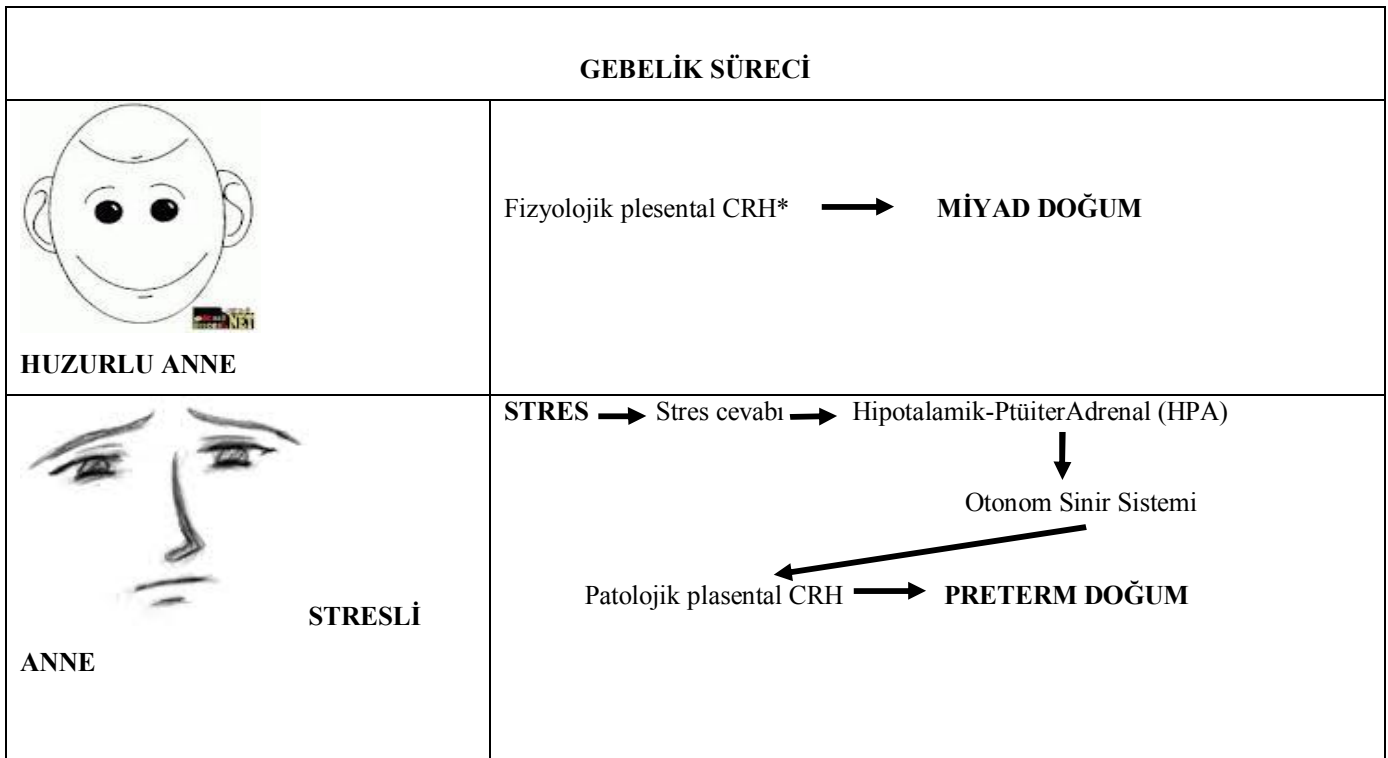 GEBELİK SÜRECİ
HUZURLU ANNE
Fizyolojik plesental CRH* MİYAD DOĞUM
STRES Stres cevabı Hipotalamik-PtüiterAdrenal (HPA)
Otonom Sinir Sistemi
Patolojik plasental CRH PRETERM DOĞUM
STRESLİ
ANNE